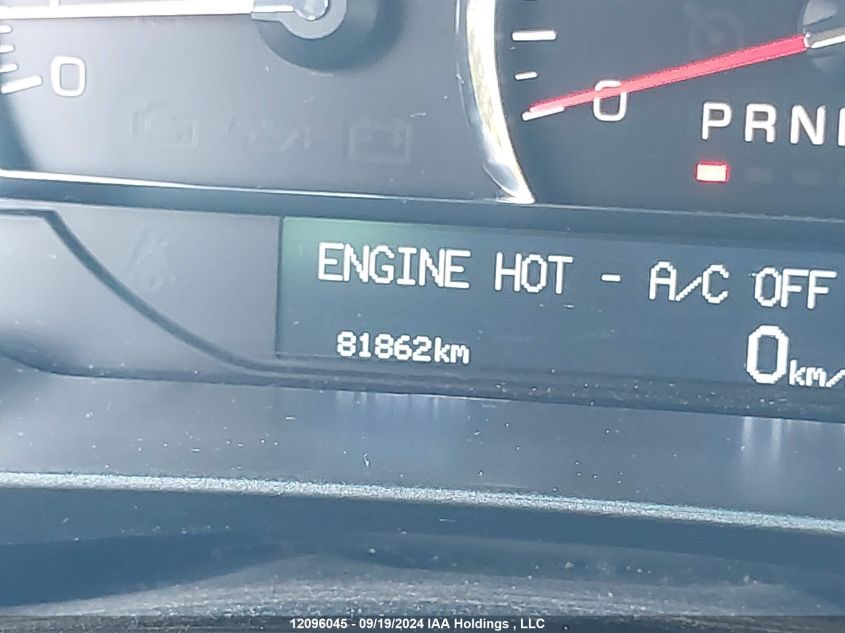 0
0
PRN
ENGINE HOT - A/C OFF
81862km
0km/
12096045 - 09/19/2024 IAA Holdings , LLC